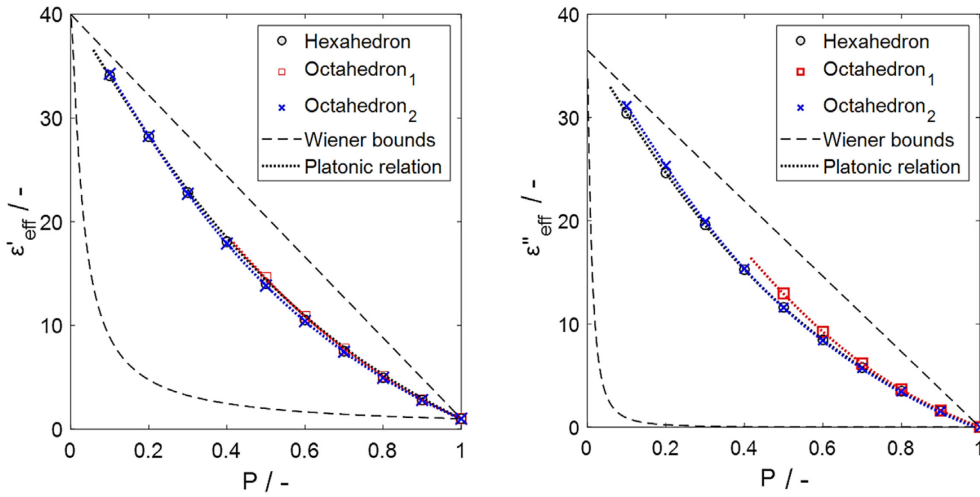 40
30
20
10
0
0
0.2
0.4
0.6
0.8
1
P / -
ε'eff / -
Hexahedron
Octahedron1
Octahedron2
Wiener bounds
Platonic relation
40
30
20
10
0
0
0.2
0.4
0.6
0.8
1
P / -
ε"eff / -
Hexahedron
Octahedron1
Octahedron2
Wiener bounds
Platonic relation